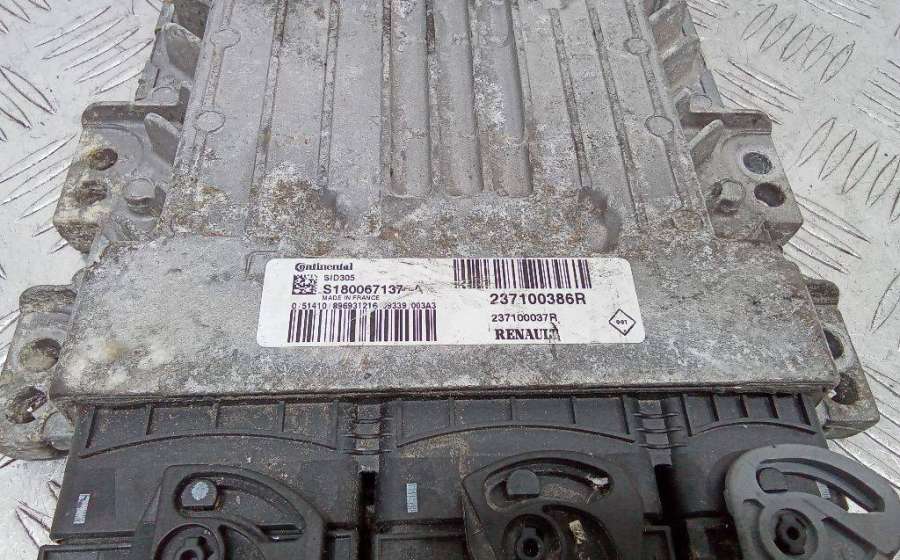 Continental
SID305
S180067137
MADE IN FRANCE
237100386R
237100037R
RENAULT